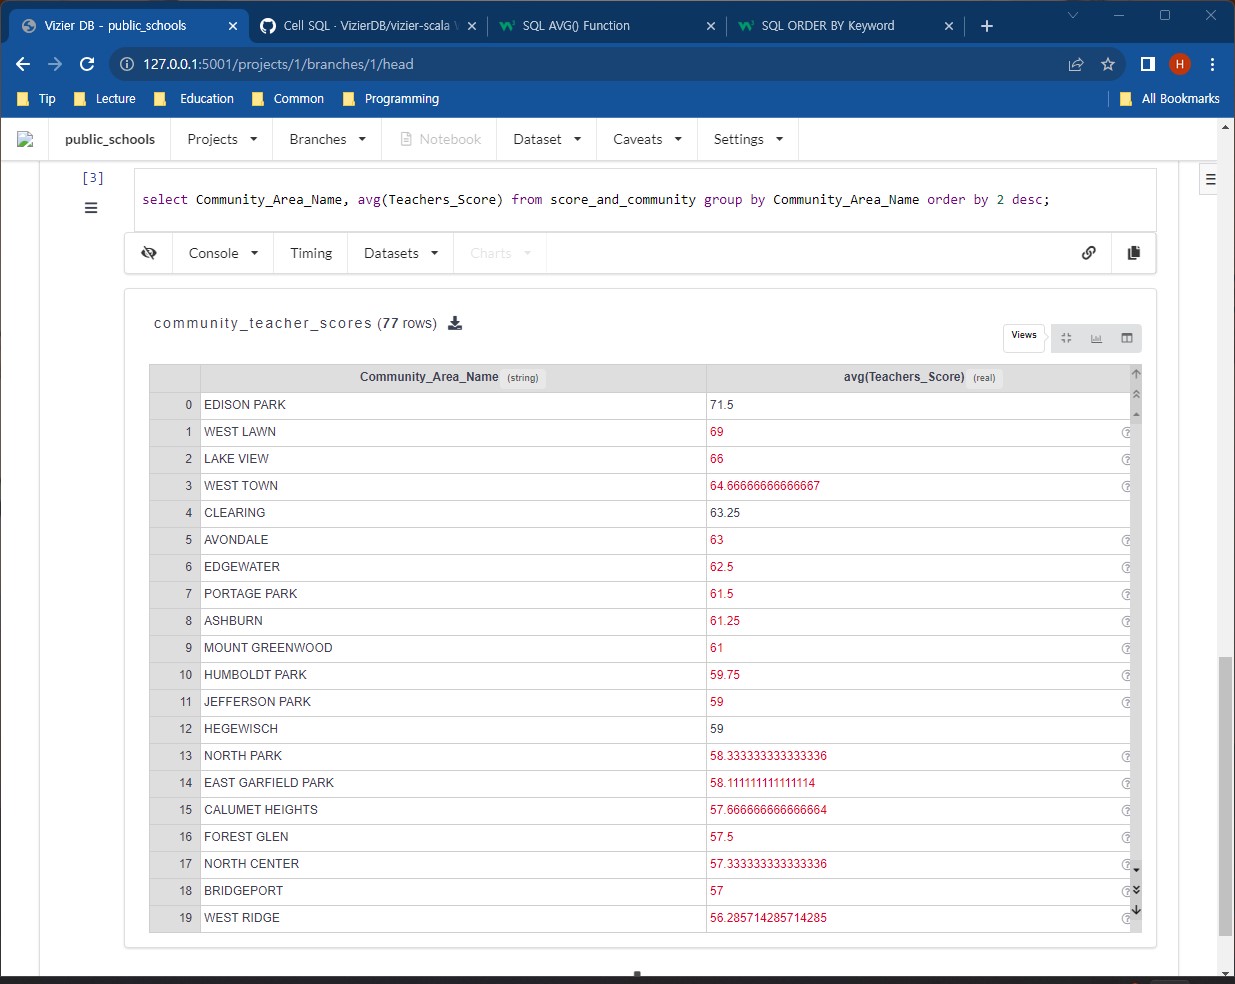 Vizier DB - public_schools
Cell SQL · VizierDB/vizier-scala
SQL AVG() Function
SQL ORDER BY Keyword
127.0.0.1:5001/projects/1/branches/1/head
H
Tip
Lecture
Education
Common
Programming
All Bookmarks
public_schools
Projects
Branches
Notebook
Dataset
Caveats
Settings
[3]
select Community_Area_Name, avg(Teachers_Score) from score_and_community group by Community_Area_Name order by 2 desc;
Console
Timing
Datasets
Charts
community_teacher_scores (77 rows)
Views
Community_Area_Name (string) avg(Teachers_Score) (real)
0 EDISON PARK 71.5
1 WEST LAWN 69
2 LAKE VIEW 66
3 WEST TOWN 64.66666666666667
4 CLEARING 63.25
5 AVONDALE 63
6 EDGEWATER 62.5
7 PORTAGE PARK 61.5
8 ASHBURN 61.25
9 MOUNT GREENWOOD 61
10 HUMBOLDT PARK 59.75
11 JEFFERSON PARK 59
12 HEGEWISCH 59
13 NORTH PARK 58.333333333333336
14 EAST GARFIELD PARK 58.111111111111114
15 CALUMET HEIGHTS 57.666666666666664
16 FOREST GLEN 57.5
17 NORTH CENTER 57.333333333333336
18 BRIDGEPORT 57
19 WEST RIDGE 56.285714285714285